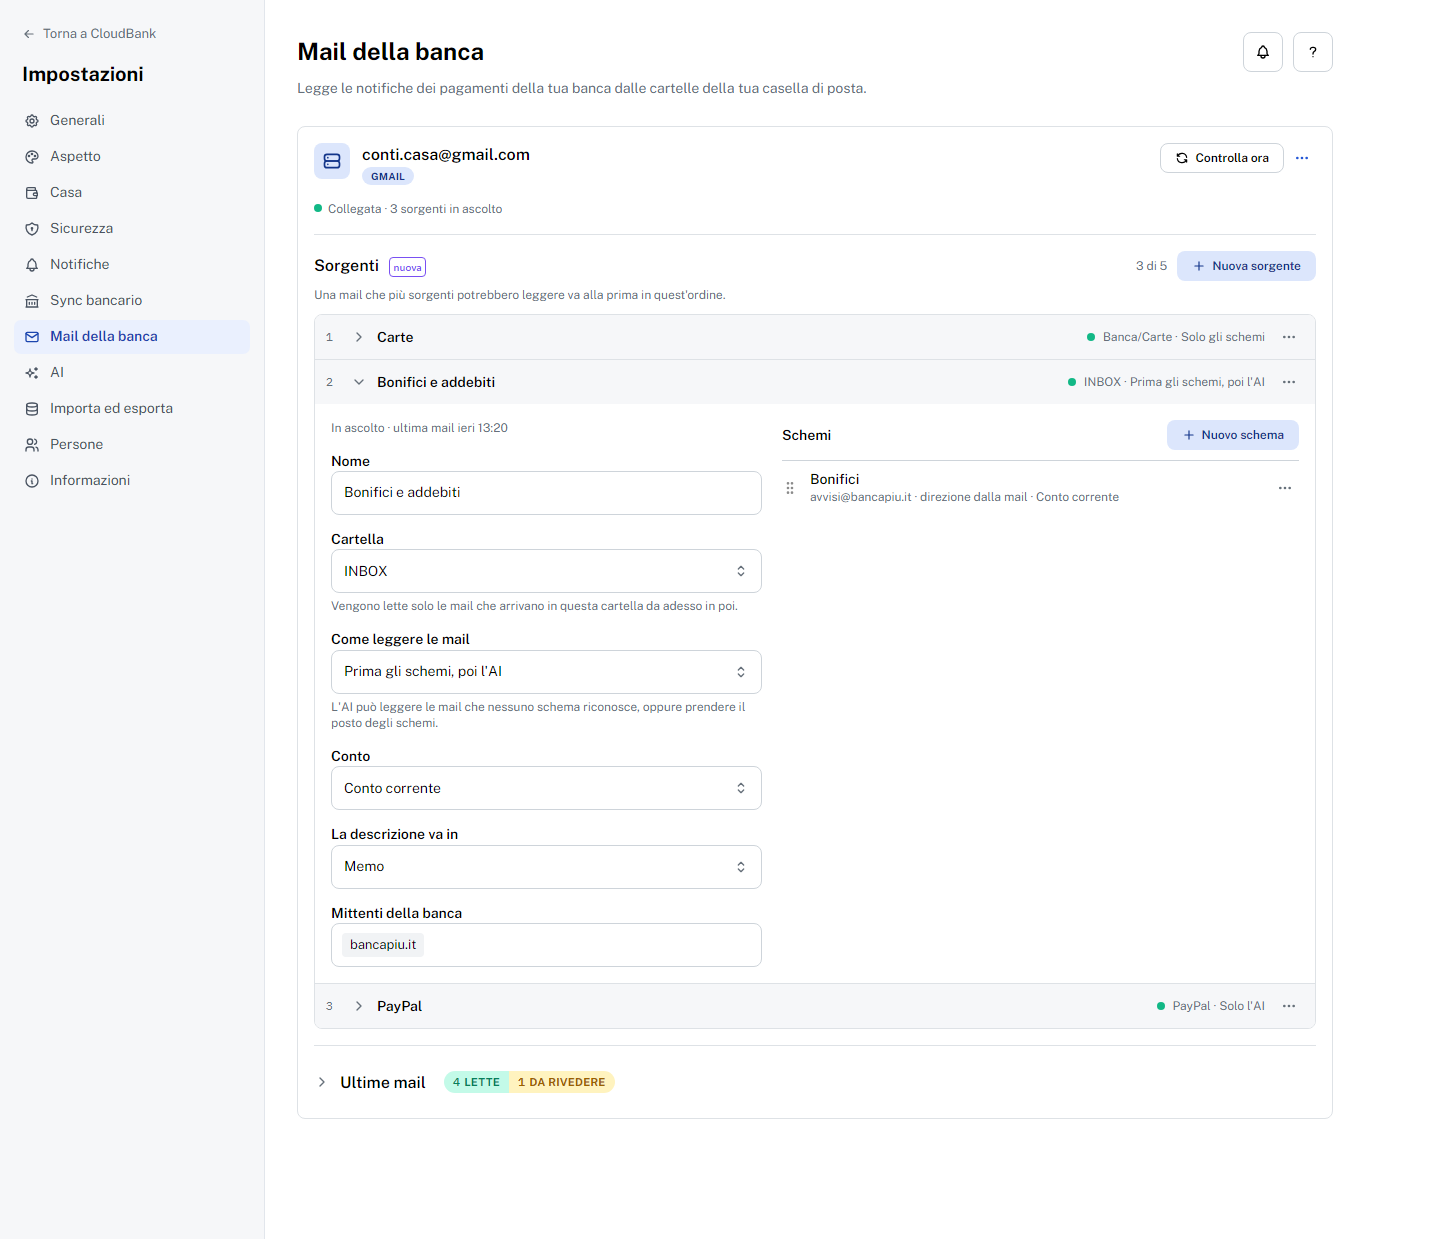 Torna a CloudBank
Impostazioni
Generali
Aspetto
Casa
Sicurezza
Notifiche
Sync bancario
Mail della banca
AI
Importa ed esporta
Persone
Informazioni
Mail della banca
?
Legge le notifiche dei pagamenti della tua banca dalle cartelle della tua casella di posta.
conti.casa@gmail.com
GMAIL
Controlla ora
Collegata · 3 sorgenti in ascolto
Sorgenti nuova
3 di 5
Nuova sorgente
Una mail che più sorgenti potrebbero leggere va alla prima in quest'ordine.
1 Carte
Banca/Carte · Solo gli schemi
2 Bonifici e addebiti
INBOX · Prima gli schemi, poi l'AI
In ascolto · ultima mail ieri 13:20
Nome
Bonifici e addebiti
Cartella
INBOX
Vengono lette solo le mail che arrivano in questa cartella da adesso in poi.
Come leggere le mail
Prima gli schemi, poi l'AI
L'AI può leggere le mail che nessuno schema riconosce, oppure prendere il
posto degli schemi.
Conto
Conto corrente
La descrizione va in
Memo
Mittenti della banca
bancapiu.it
Schemi
Nuovo schema
Bonifici
avvisi@bancapiu.it · direzione dalla mail · Conto corrente
3 PayPal
PayPal · Solo l'AI
Ultime mail
4 LETTE
1 DA RIVEDERE